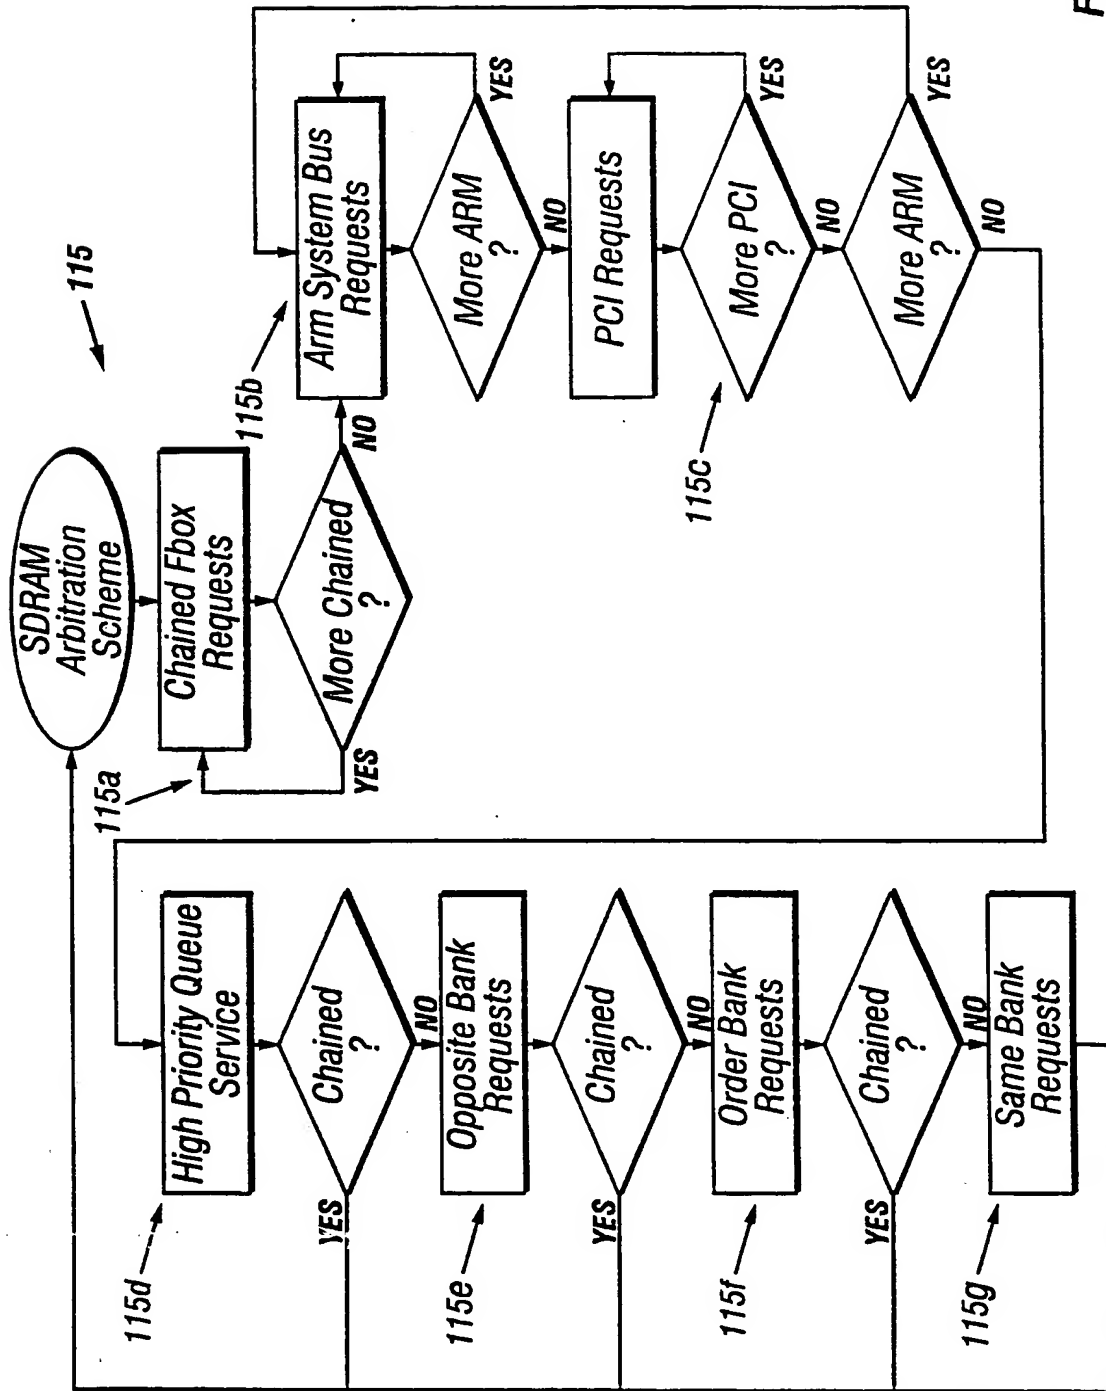 115
SDRAM
Arbitration
Scheme
115a
Chained Fbox
Requests
More Chained
?
YES
NO
115b
Arm System Bus
Requests
More ARM
?
YES
NO
PCI Requests
115c
More PCI
?
YES
NO
More ARM
?
YES
NO
115d
High Priority Queue
Service
Chained
?
YES
NO
115e
Opposite Bank
Requests
Chained
?
YES
NO
115f
Order Bank
Requests
Chained
?
YES
NO
115g
Same Bank
Requests